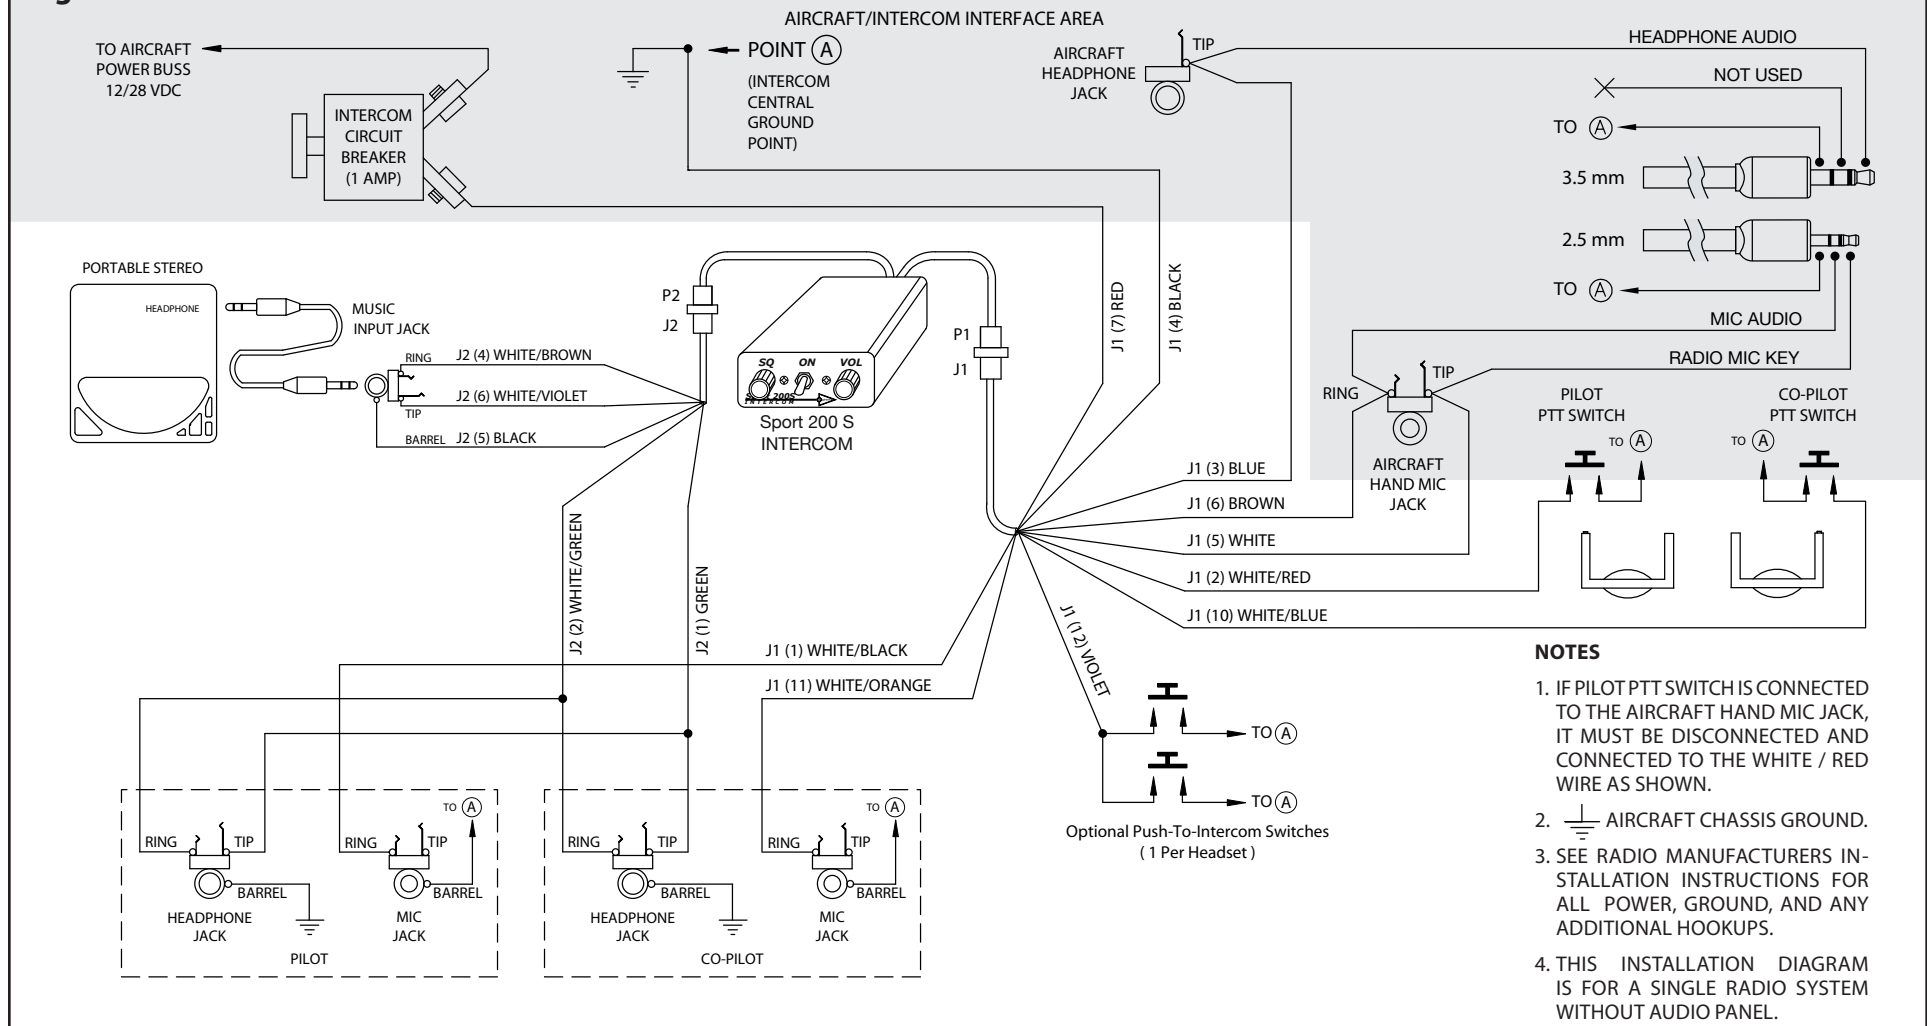 AIRCRAFT/INTERCOM INTERFACE AREA
TO AIRCRAFT
POWER BUSS
12/28 VDC
POINT A
(INTERCOM
CENTRAL
GROUND
POINT)
INTERCOM
CIRCUIT
BREAKER
(1 AMP)
AIRCRAFT
HEADPHONE
JACK
TIP
HEADPHONE AUDIO
NOT USED
TO A
3.5 mm
2.5 mm
TO A
MIC AUDIO
RADIO MIC KEY
PORTABLE STEREO
HEADPHONE
MUSIC
INPUT JACK
RING
J2 (4) WHITE/BROWN
J2 (6) WHITE/VIOLET
TIP
BARREL
J2 (5) BLACK
P2
J2
SQ
ON
VOL
200S
INTERCOM
Sport 200 S
INTERCOM
P1
J1
J1 (7) RED
J1 (4) BLACK
RING
TIP
AIRCRAFT
HAND MIC
JACK
PILOT
PTT SWITCH
TO A
CO-PILOT
PTT SWITCH
TO A
J1 (3) BLUE
J1 (6) BROWN
J1 (5) WHITE
J1 (2) WHITE/RED
J1 (10) WHITE/BLUE
J2 (2) WHITE/GREEN
J2 (1) GREEN
J1 (1) WHITE/BLACK
J1 (11) WHITE/ORANGE
J1 (12) VIOLET
TO A
TO A
Optional Push-To-Intercom Switches
( 1 Per Headset )
RING
TIP
BARREL
HEADPHONE
JACK
RING
TIP
TO A
BARREL
MIC
JACK
PILOT
RING
TIP
BARREL
HEADPHONE
JACK
RING
TIP
TO A
BARREL
MIC
JACK
CO-PILOT
NOTES
1. IF PILOT PTT SWITCH IS CONNECTED
TO THE AIRCRAFT HAND MIC JACK,
IT MUST BE DISCONNECTED AND
CONNECTED TO THE WHITE / RED
WIRE AS SHOWN.
2. AIRCRAFT CHASSIS GROUND.
3. SEE RADIO MANUFACTURERS IN-
STALLATION INSTRUCTIONS FOR
ALL POWER, GROUND, AND ANY
ADDITIONAL HOOKUPS.
4. THIS INSTALLATION DIAGRAM
IS FOR A SINGLE RADIO SYSTEM
WITHOUT AUDIO PANEL.